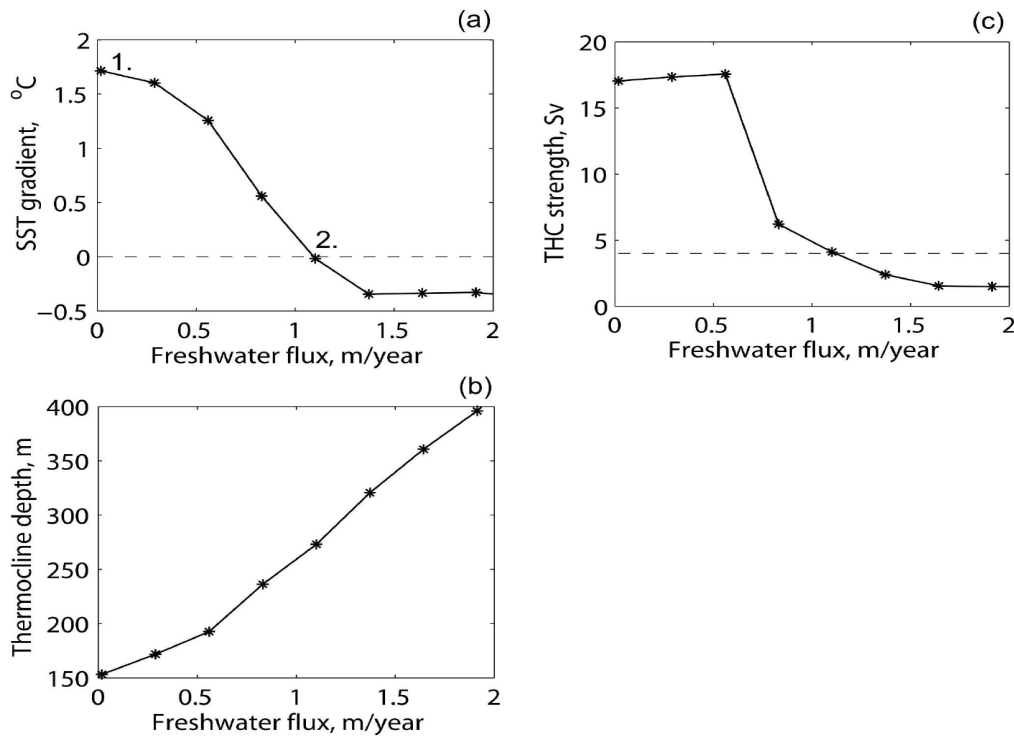 (a)
SST gradient, °C
2
1.5
1
0.5
0
−0.5
1.
2.
0 0.5 1 1.5 2
Freshwater flux, m/year
(c)
THC strength, Sv
20
15
10
5
0
0 0.5 1 1.5 2
Freshwater flux, m/year
(b)
Thermocline depth, m
400
350
300
250
200
150
0 0.5 1 1.5 2
Freshwater flux, m/year